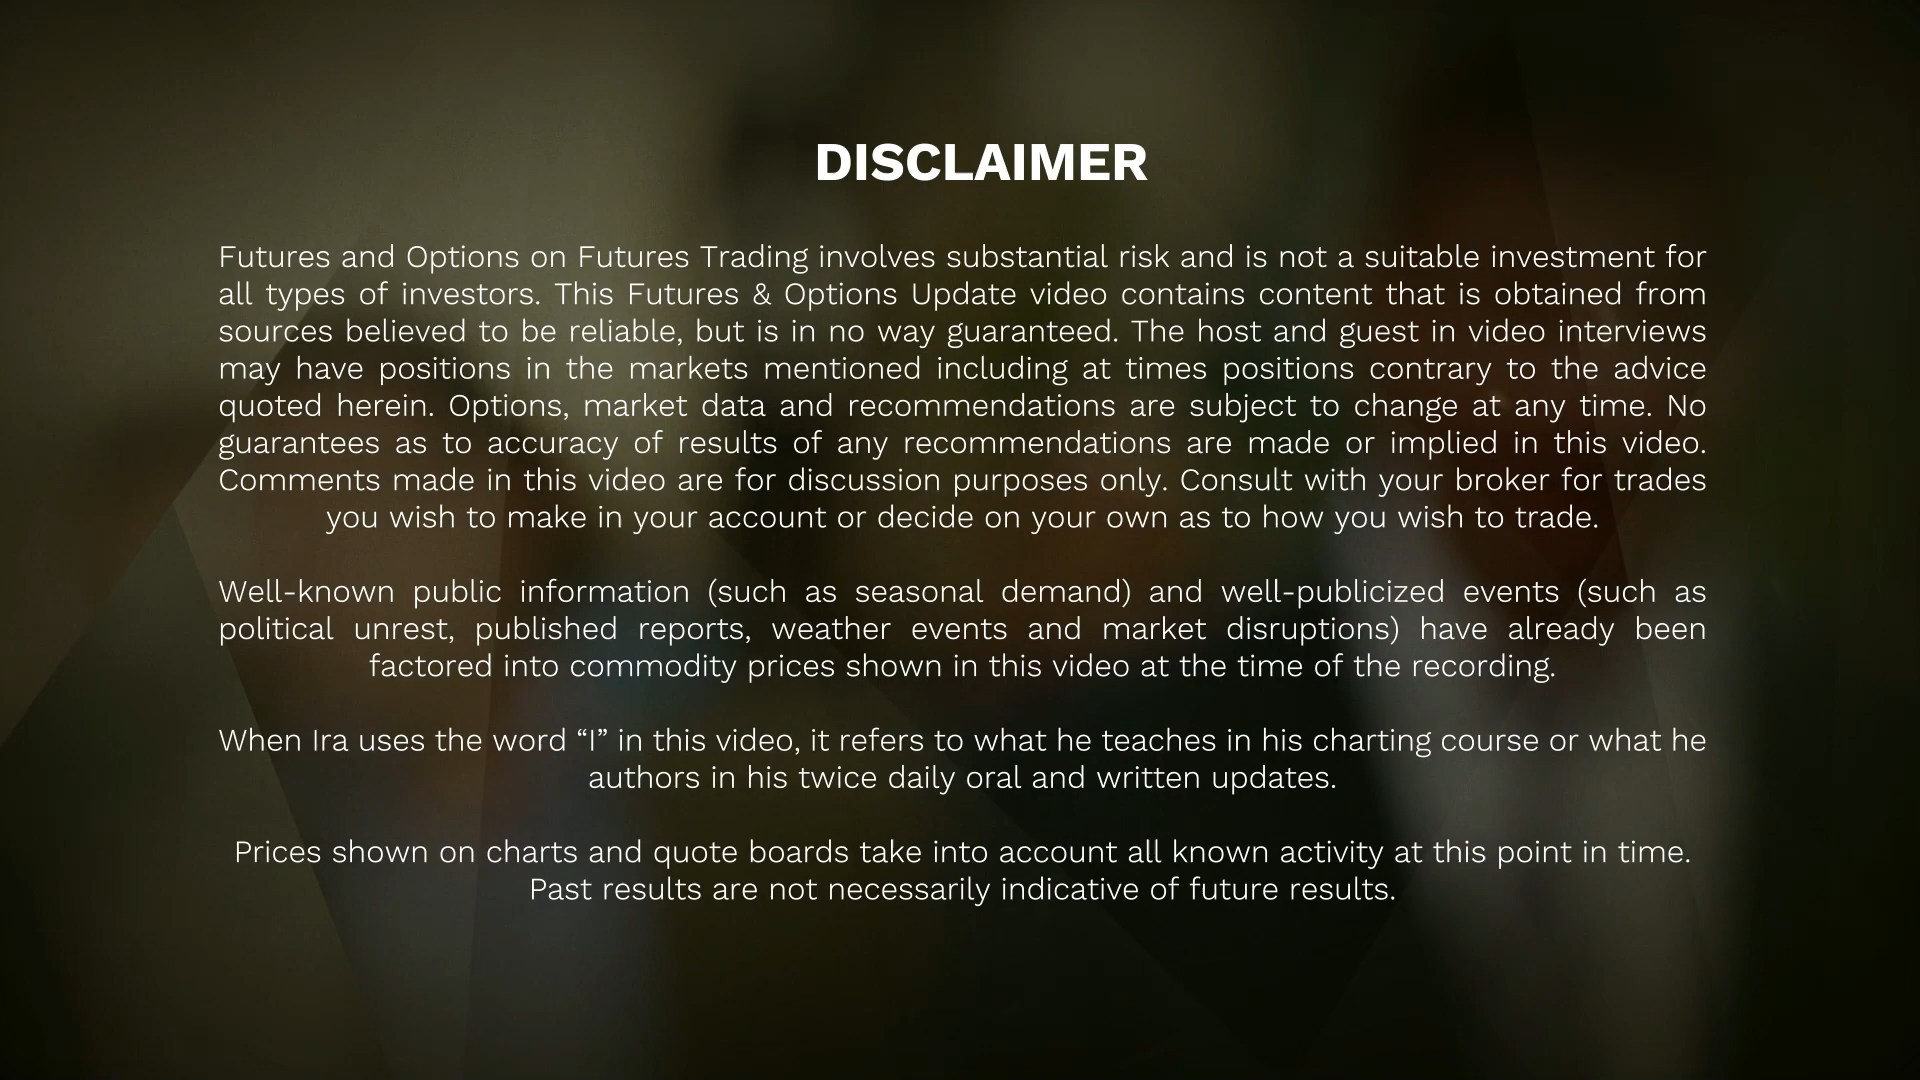 DISCLAIMER
Futures and Options on Futures Trading involves substantial risk and is not a suitable investment for
all types of investors. This Futures & Options Update video contains content that is obtained from
sources believed to be reliable, but is in no way guaranteed. The host and guest in video interviews
may have positions in the markets mentioned including at times positions contrary to the advice
quoted herein. Options, market data and recommendations are subject to change at any time. No
guarantees as to accuracy of results of any recommendations are made or implied in this video.
Comments made in this video are for discussion purposes only. Consult with your broker for trades
you wish to make in your account or decide on your own as to how you wish to trade.
Well-known public information (such as seasonal demand) and well-publicized events (such as
political unrest, published reports, weather events and market disruptions) have already been
factored into commodity prices shown in this video at the time of the recording.
When Ira uses the word “I” in this video, it refers to what he teaches in his charting course or what he
authors in his twice daily oral and written updates.
Prices shown on charts and quote boards take into account all known activity at this point in time.
Past results are not necessarily indicative of future results.